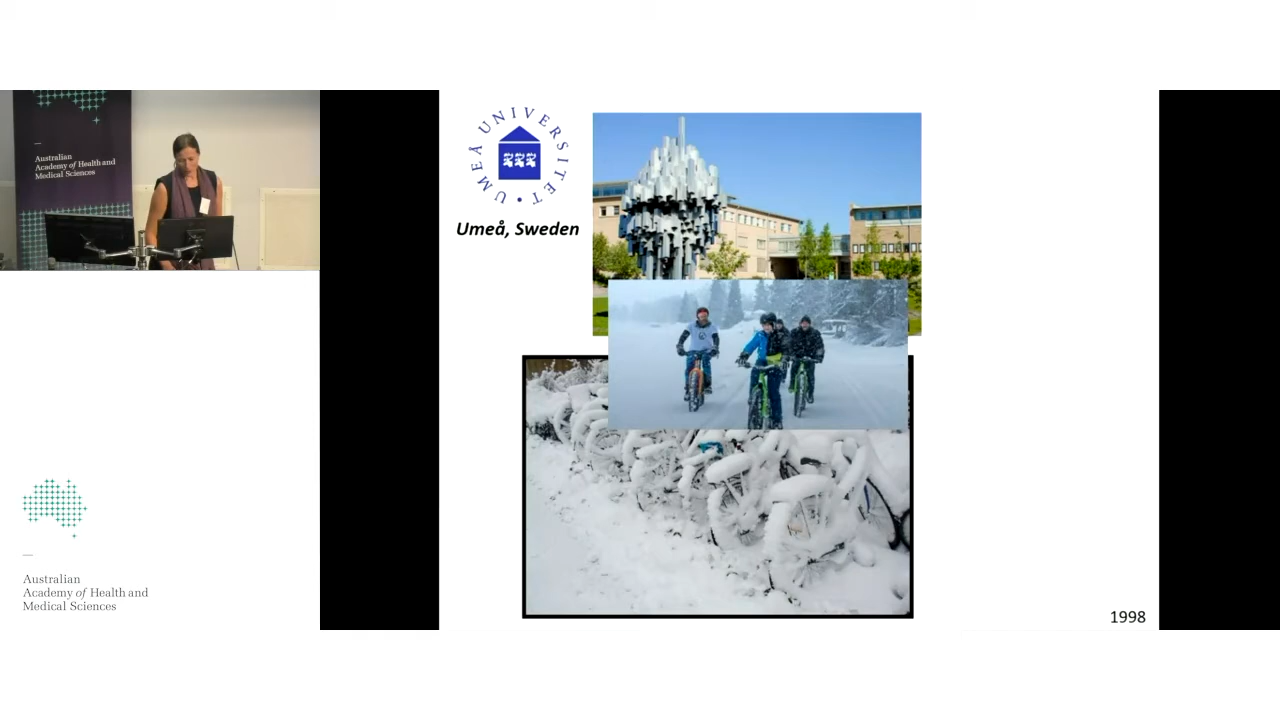 Australian
Academy of Health and
Medical Sciences
UMEÅ UNIVERSITET
Umeå, Sweden
Australian
Academy of Health and
Medical Sciences
1998